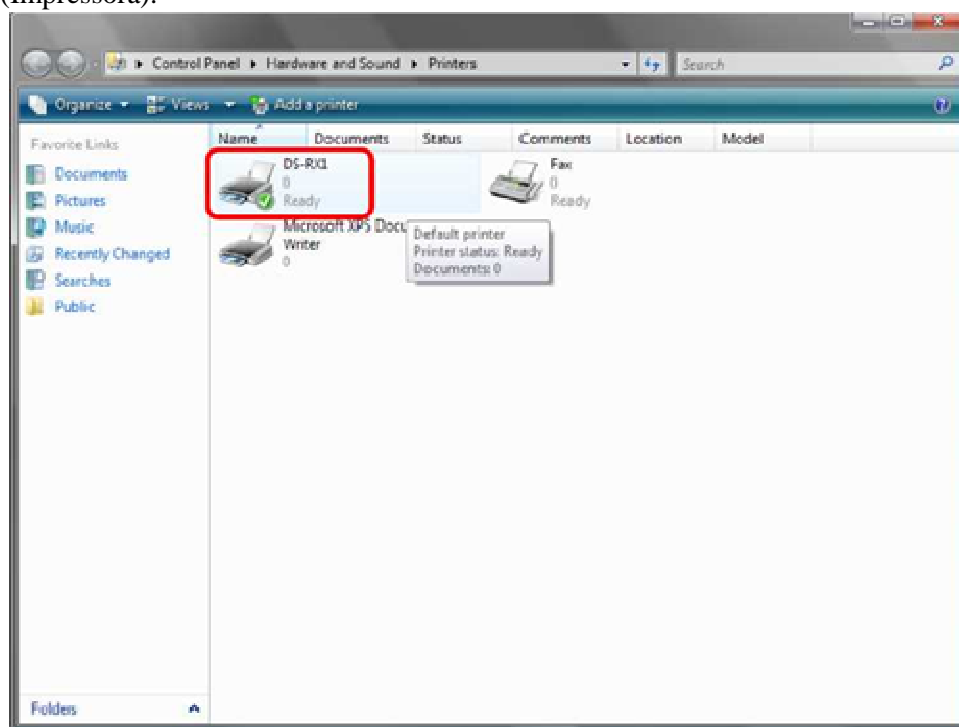 (Impressora).
Control Panel ▸ Hardware and Sound ▸ Printers
Search
Organize Views Add a printer
Favorite Links
Documents
Pictures
Music
Recently Changed
Searches
Public
Folders
Name Documents Status Comments Location Model
DS-RX1
0
Ready
Fax
0
Ready
Microsoft XPS Docu
Writer
0
Default printer
Printer status: Ready
Documents: 0